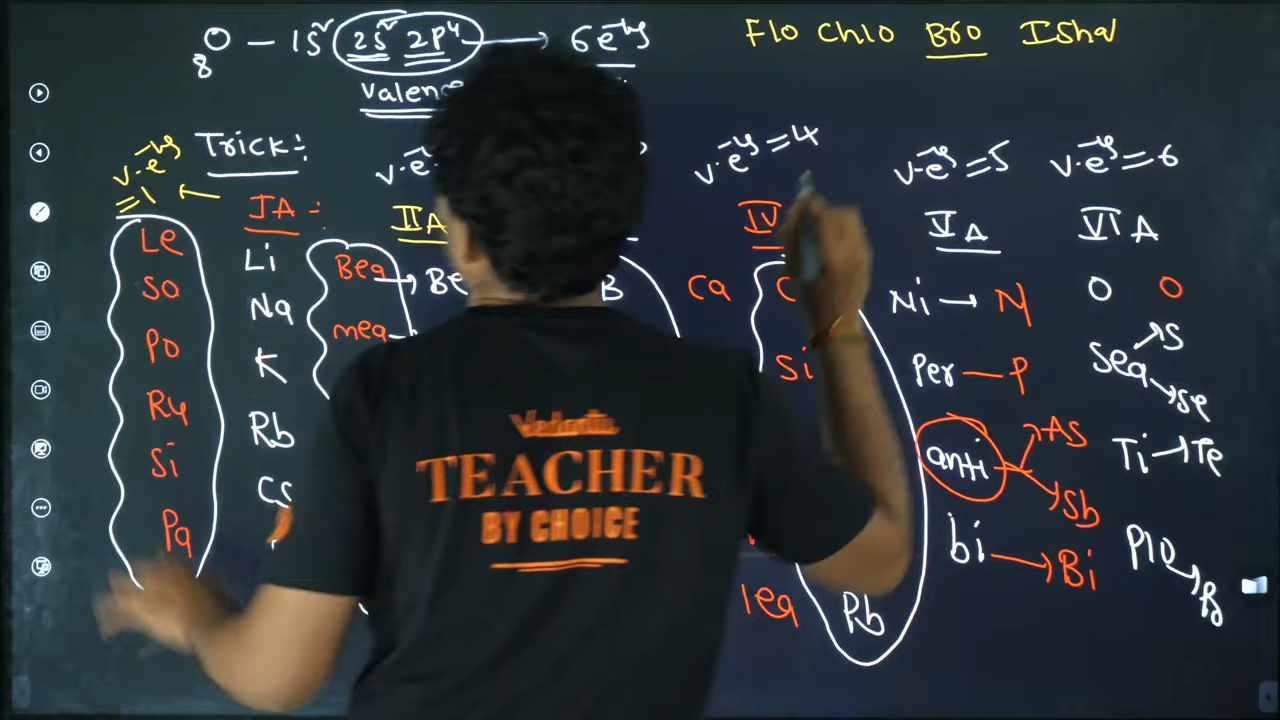 8O – 1s² 2s² 2p⁴ → 6e⁻s
Flo Chlo Bro IShal
Valence
Trick:-
v.e⁻s =1
v.e⁻s
v.e⁻s =4
v.e⁻s =5
v.e⁻s =6
IA :-
IIA
IV
VA
VIA
Le Li
So Na
Po K
Ru Rb
Si Cs
Pa
Bea → Be
mea
B
Ca C
Si
lea Pb
Ni → N
Per – P
anti As
Sb
bi → Bi
O O
Sea S
Se
Ti → Te
Plo
Vedantu
TEACHER
BY CHOICE